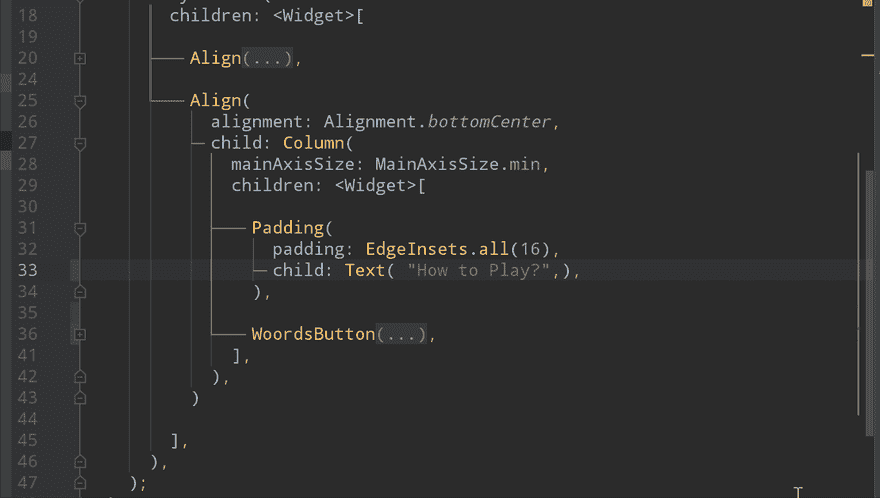 18 children: <Widget>[
19
20 Align(...),
24
25 Align(
26 alignment: Alignment.bottomCenter,
27 child: Column(
28 mainAxisSize: MainAxisSize.min,
29 children: <Widget>[
30
31 Padding(
32 padding: EdgeInsets.all(16),
33 child: Text( "How to Play?",),
34 ),
35
36 WoordsButton(...),
41 ],
42 ),
43 )
44
45 ],
46 ),
47 );